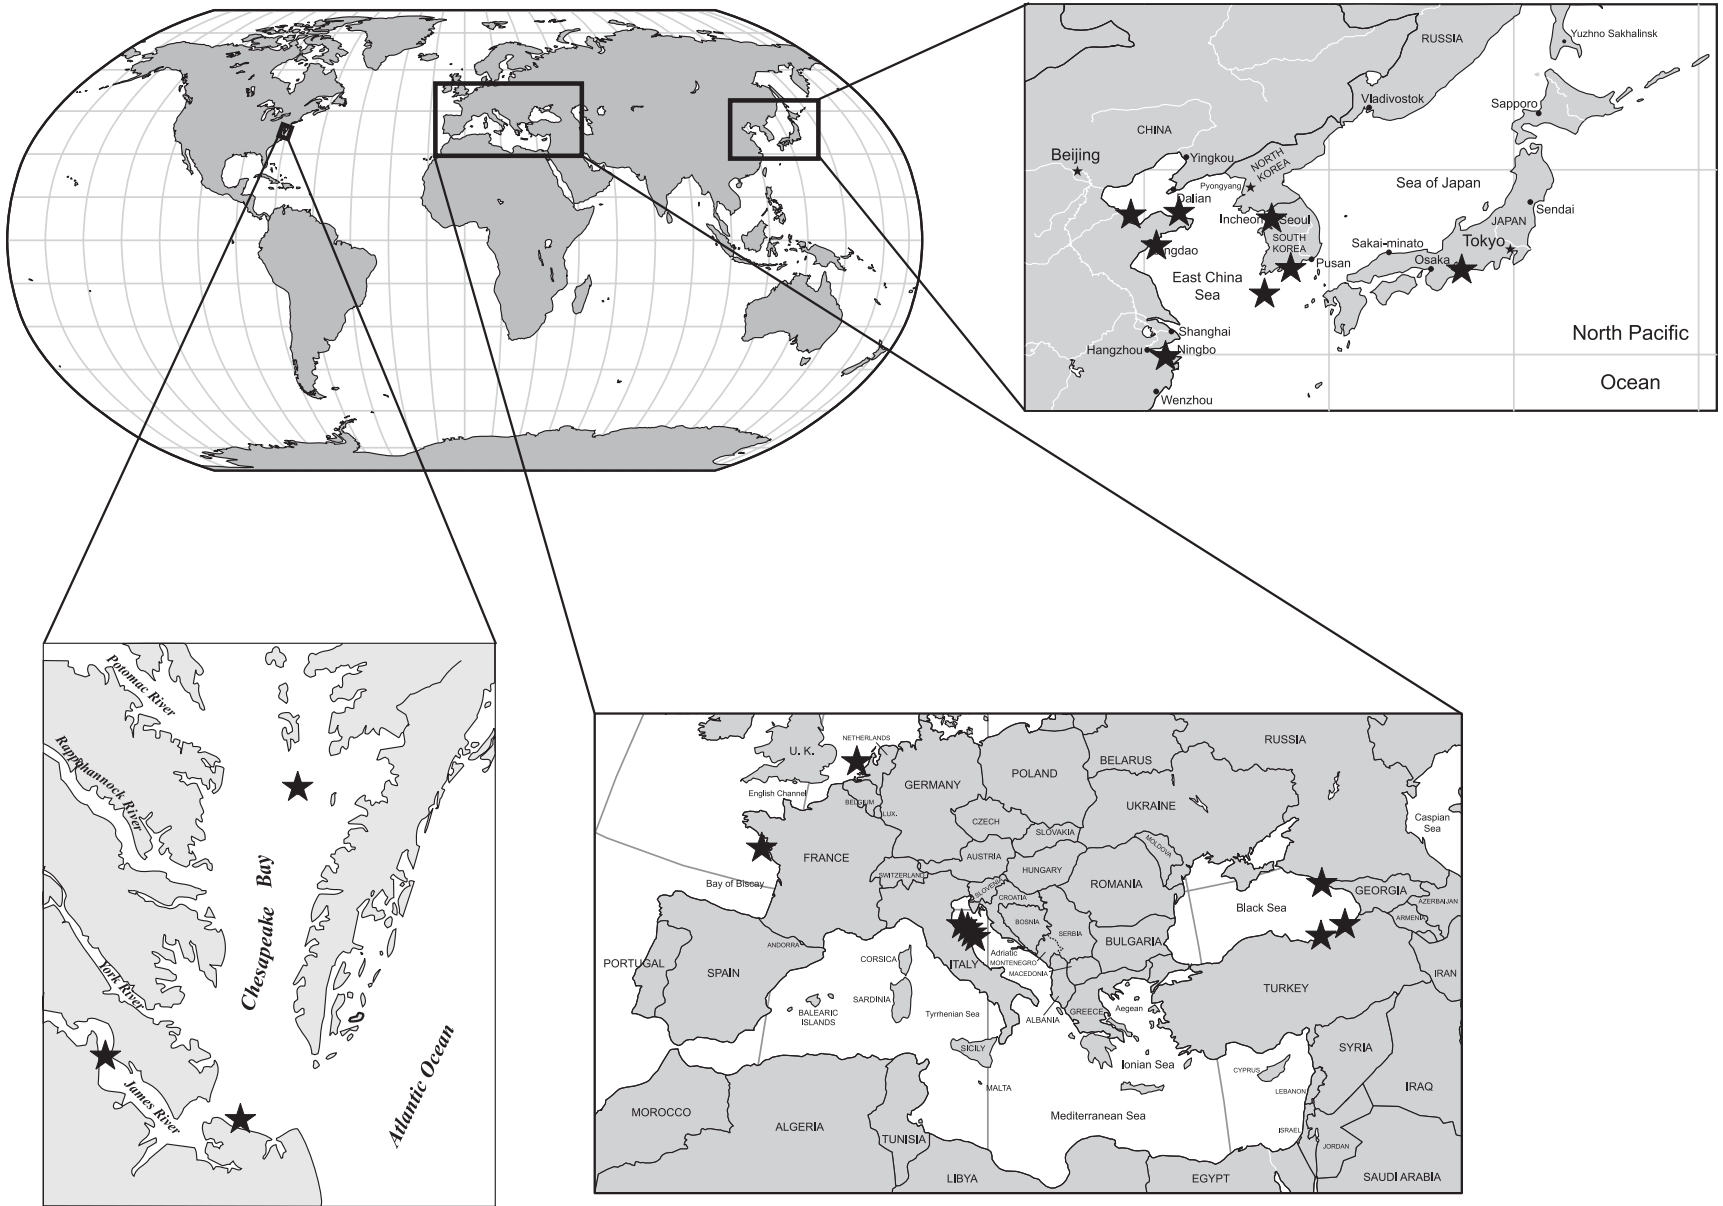 RUSSIA
Yuzhno Sakhalinsk
Vladivostok
Sapporo
CHINA
Beijing
Yingkou
NORTH
KOREA
Pyongyang
Sea of Japan
Dalian
Incheon
Seoul
JAPAN
Sendai
SOUTH
KOREA
Sakai-minato
Tokyo
ngdao
Pusan
Osaka
East China
Sea
Shanghai
North Pacific
Hangzhou
Ningbo
Ocean
Wenzhou
Potomac River
Rappahannock River
Chesapeake Bay
York River
James River
Atlantic Ocean
NETHERLANDS
U. K.
RUSSIA
BELARUS
POLAND
GERMANY
English Channel
BELGIUM
UKRAINE
LUX.
CZECH
Caspian
Sea
SLOVAKIA
MOLDOVA
FRANCE
AUSTRIA
HUNGARY
SWITZERLAND
Bay of Biscay
SLOVENIA
ROMANIA
GEORGIA
CROATIA
AZERBAIJAN
Black Sea
ARMENIA
BOSNIA
SERBIA
BULGARIA
ANDORRA
Adriatic
CORSICA
ITALY
MONTENEGRO
PORTUGAL
SPAIN
MACEDONIA
IRAN
TURKEY
SARDINIA
BALEARIC
ISLANDS
Tyrrhenian Sea
ALBANIA
GREECE
Aegean
SICILY
SYRIA
Ionian Sea
CYPRUS
MALTA
LEBANON
IRAQ
MOROCCO
Mediterranean Sea
ALGERIA
TUNISIA
ISRAEL
JORDAN
LIBYA
EGYPT
SAUDI ARABIA